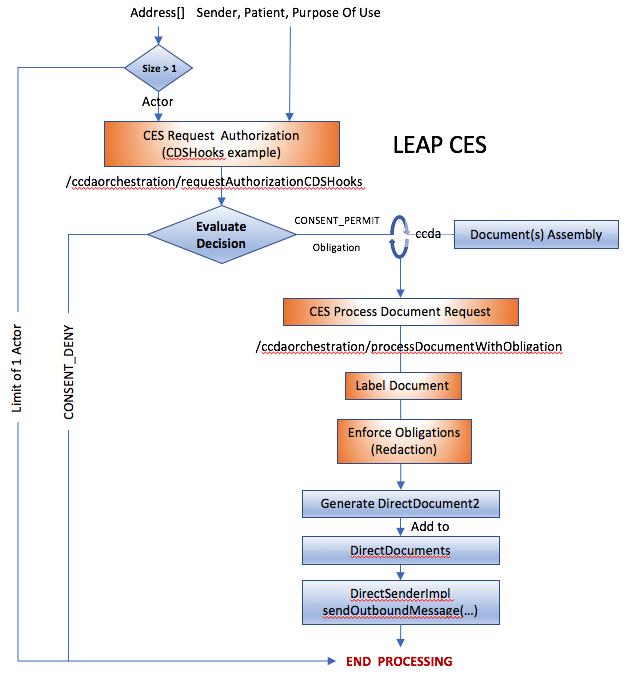 Address[] Sender, Patient, Purpose Of Use
Size > 1
Actor
CES Request Authorization
(CDSHooks example)
LEAP CES
/ccdaorchestration/requestAuthorizationCDSHooks
Evaluate
Decision
CONSENT_PERMIT
Obligation
ccda
Document(s) Assembly
CES Process Document Request
/ccdaorchestration/processDocumentWithObligation
Limit of 1 Actor
CONSENT_DENY
Label Document
Enforce Obligations
(Redaction)
Generate DirectDocument2
Add to
DirectDocuments
DirectSenderImpl
sendOutboundMessage(...)
END PROCESSING